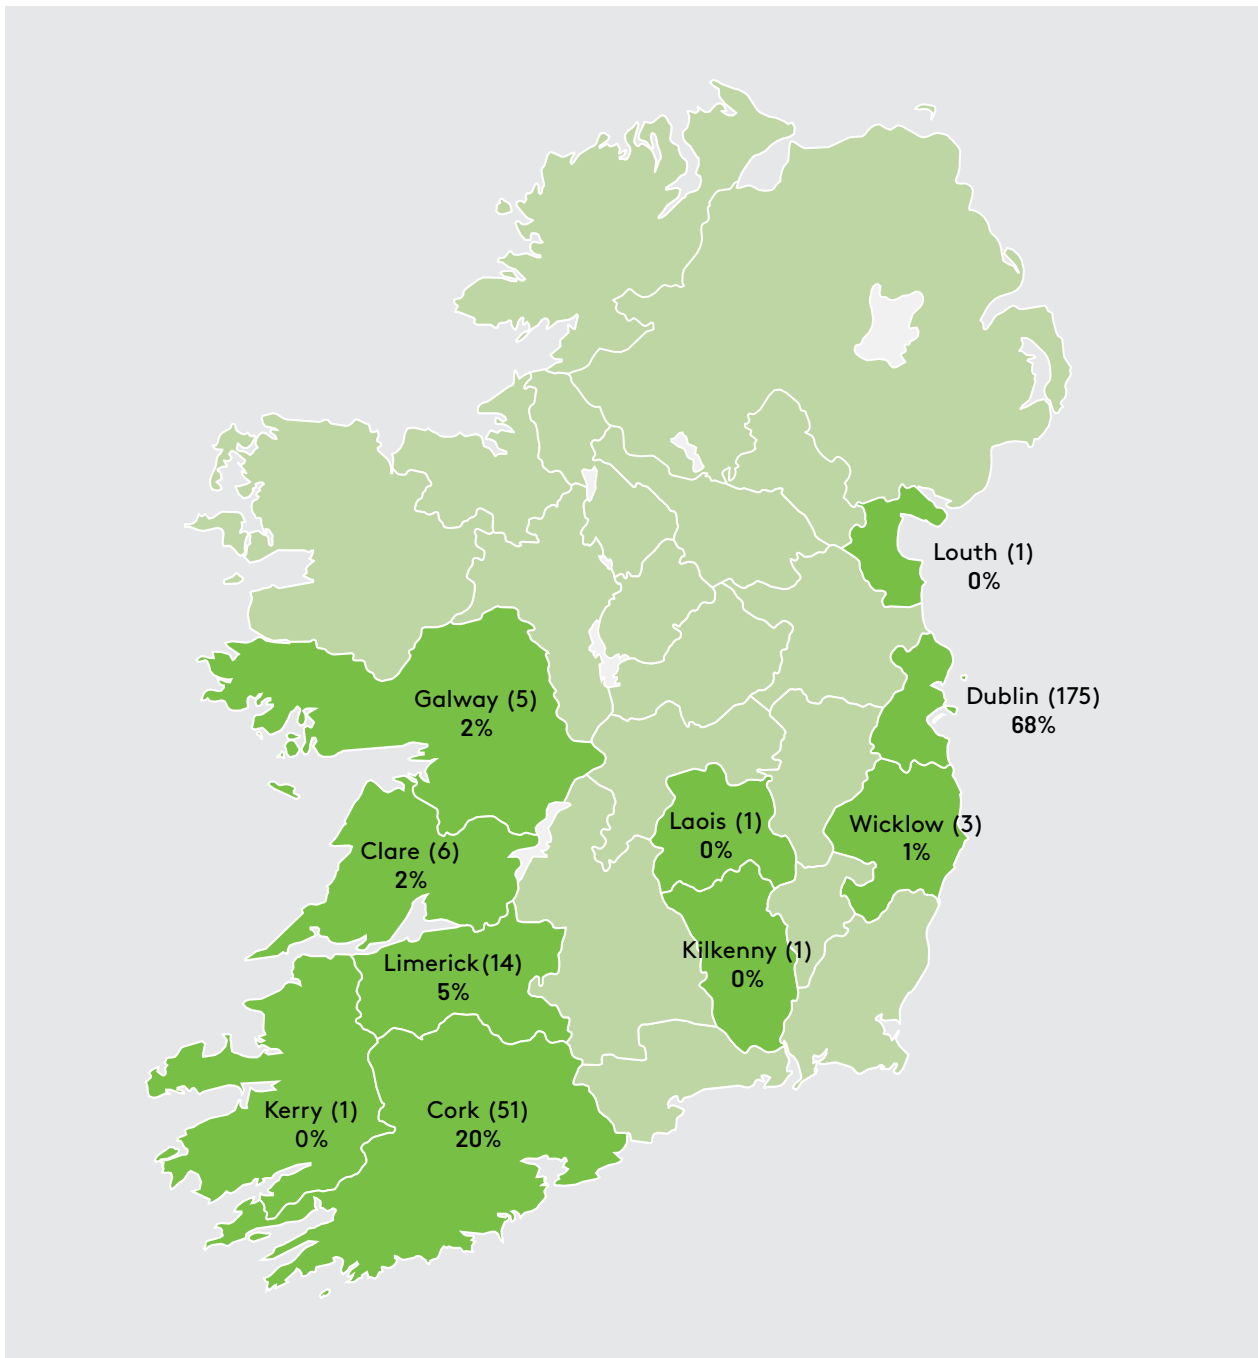 Louth (1)
0%
Dublin (175)
68%
Galway (5)
2%
Laois (1)
0%
Wicklow (3)
1%
Clare (6)
2%
Kilkenny (1)
0%
Limerick (14)
5%
Kerry (1)
0%
Cork (51)
20%